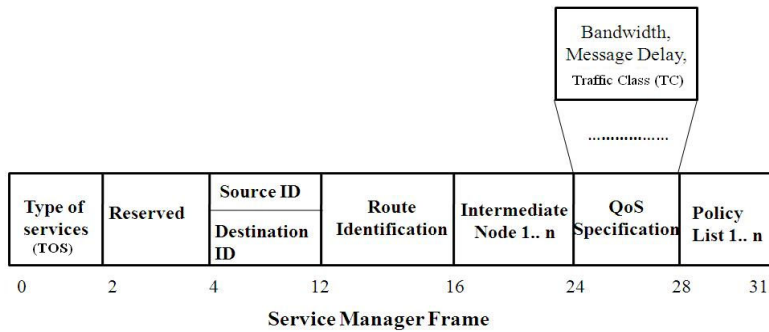 Bandwidth,
Message Delay,
Traffic Class (TC)
..................
Type of
services
(TOS)
Reserved
Source ID
Destination
ID
Route
Identification
Intermediate
Node 1.. n
QoS
Specification
Policy
List 1.. n
0 2 4 12 16 24 28 31
Service Manager Frame